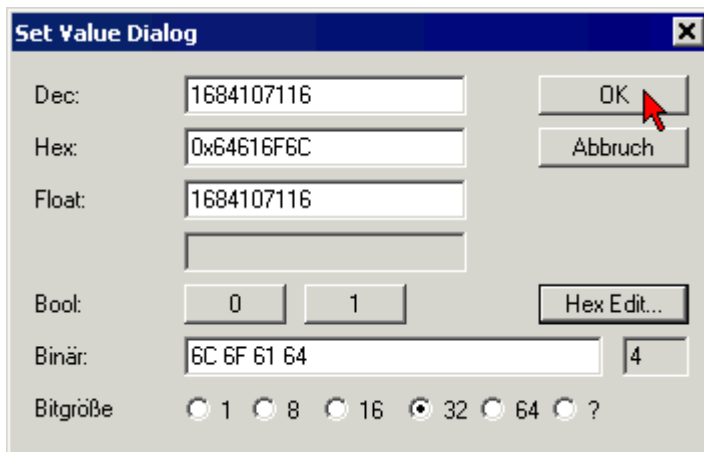 Set Value Dialog
Dec: 1684107116 OK
Hex: 0x64616F6C Abbruch
Float: 1684107116
Bool: 0 1 Hex Edit...
Binär: 6C 6F 61 64 4
Bitgröße 1 8 16 32 64 ?